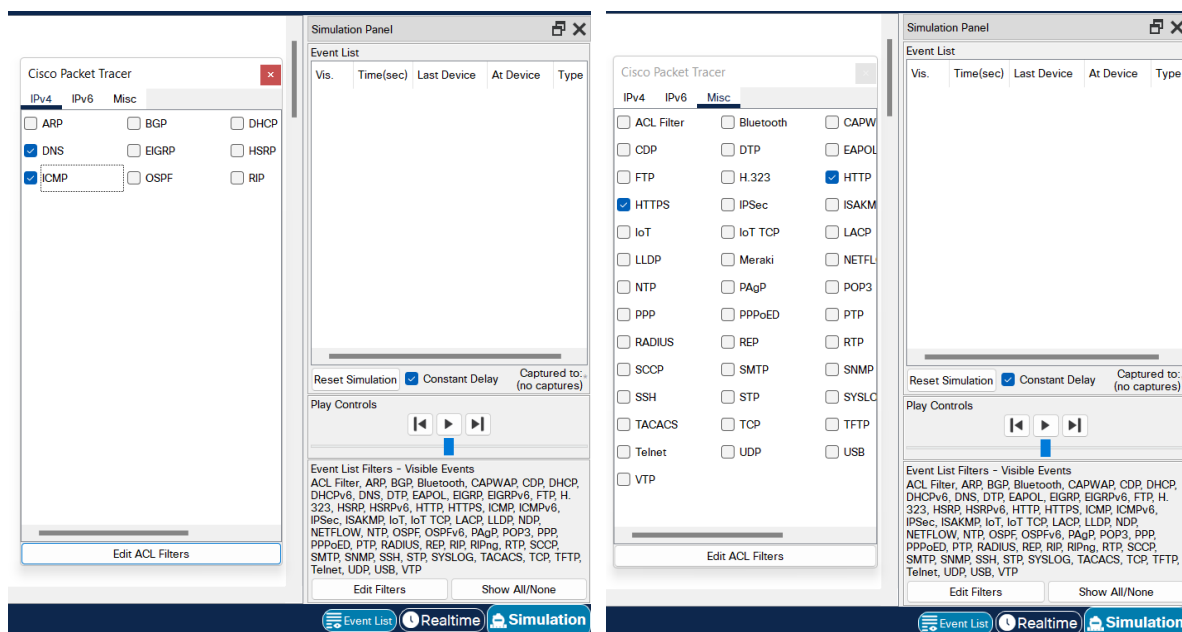 Simulation Panel
Event List
Vis. Time(sec) Last Device At Device Type
Cisco Packet Tracer
IPv4 IPv6 Misc
ARP BGP DHCP
DNS EIGRP HSRP
ICMP OSPF RIP
Edit ACL Filters
Reset Simulation Constant Delay Captured to:
(no captures)
Play Controls
Event List Filters - Visible Events
ACL Filter, ARP, BGP, Bluetooth, CAPWAP, CDP, DHCP,
DHCPv6, DNS, DTP, EAPOL, EIGRP, EIGRPv6, FTP, H.
323, HSRP, HSRPv6, HTTP, HTTPS, ICMP, ICMPv6,
IPSec, ISAKMP, IoT, IoT TCP, LACP, LLDP, NDP,
NETFLOW, NTP, OSPF, OSPFv6, PAgP, POP3, PPP,
PPPoED, PTP, RADIUS, REP, RIP, RIPng, RTP, SCCP,
SMTP, SNMP, SSH, STP, SYSLOG, TACACS, TCP, TFTP,
Telnet, UDP, USB, VTP
Edit Filters Show All/None
Event List Realtime Simulation
Simulation Panel
Event List
Vis. Time(sec) Last Device At Device Type
Cisco Packet Tracer
IPv4 IPv6 Misc
ACL Filter Bluetooth CAPW
CDP DTP EAPOL
FTP H.323 HTTP
HTTPS IPSec ISAKM
IoT IoT TCP LACP
LLDP Meraki NETFL
NTP PAgP POP3
PPP PPPoED PTP
RADIUS REP RTP
SCCP SMTP SNMP
SSH STP SYSLO
TACACS TCP TFTP
Telnet UDP USB
VTP
Edit ACL Filters
Reset Simulation Constant Delay Captured to:
(no captures)
Play Controls
Event List Filters - Visible Events
ACL Filter, ARP, BGP, Bluetooth, CAPWAP, CDP, DHCP,
DHCPv6, DNS, DTP, EAPOL, EIGRP, EIGRPv6, FTP, H.
323, HSRP, HSRPv6, HTTP, HTTPS, ICMP, ICMPv6,
IPSec, ISAKMP, IoT, IoT TCP, LACP, LLDP, NDP,
NETFLOW, NTP, OSPF, OSPFv6, PAgP, POP3, PPP,
PPPoED, PTP, RADIUS, REP, RIP, RIPng, RTP, SCCP,
SMTP, SNMP, SSH, STP, SYSLOG, TACACS, TCP, TFTP,
Telnet, UDP, USB, VTP
Edit Filters Show All/None
Event List Realtime Simulation